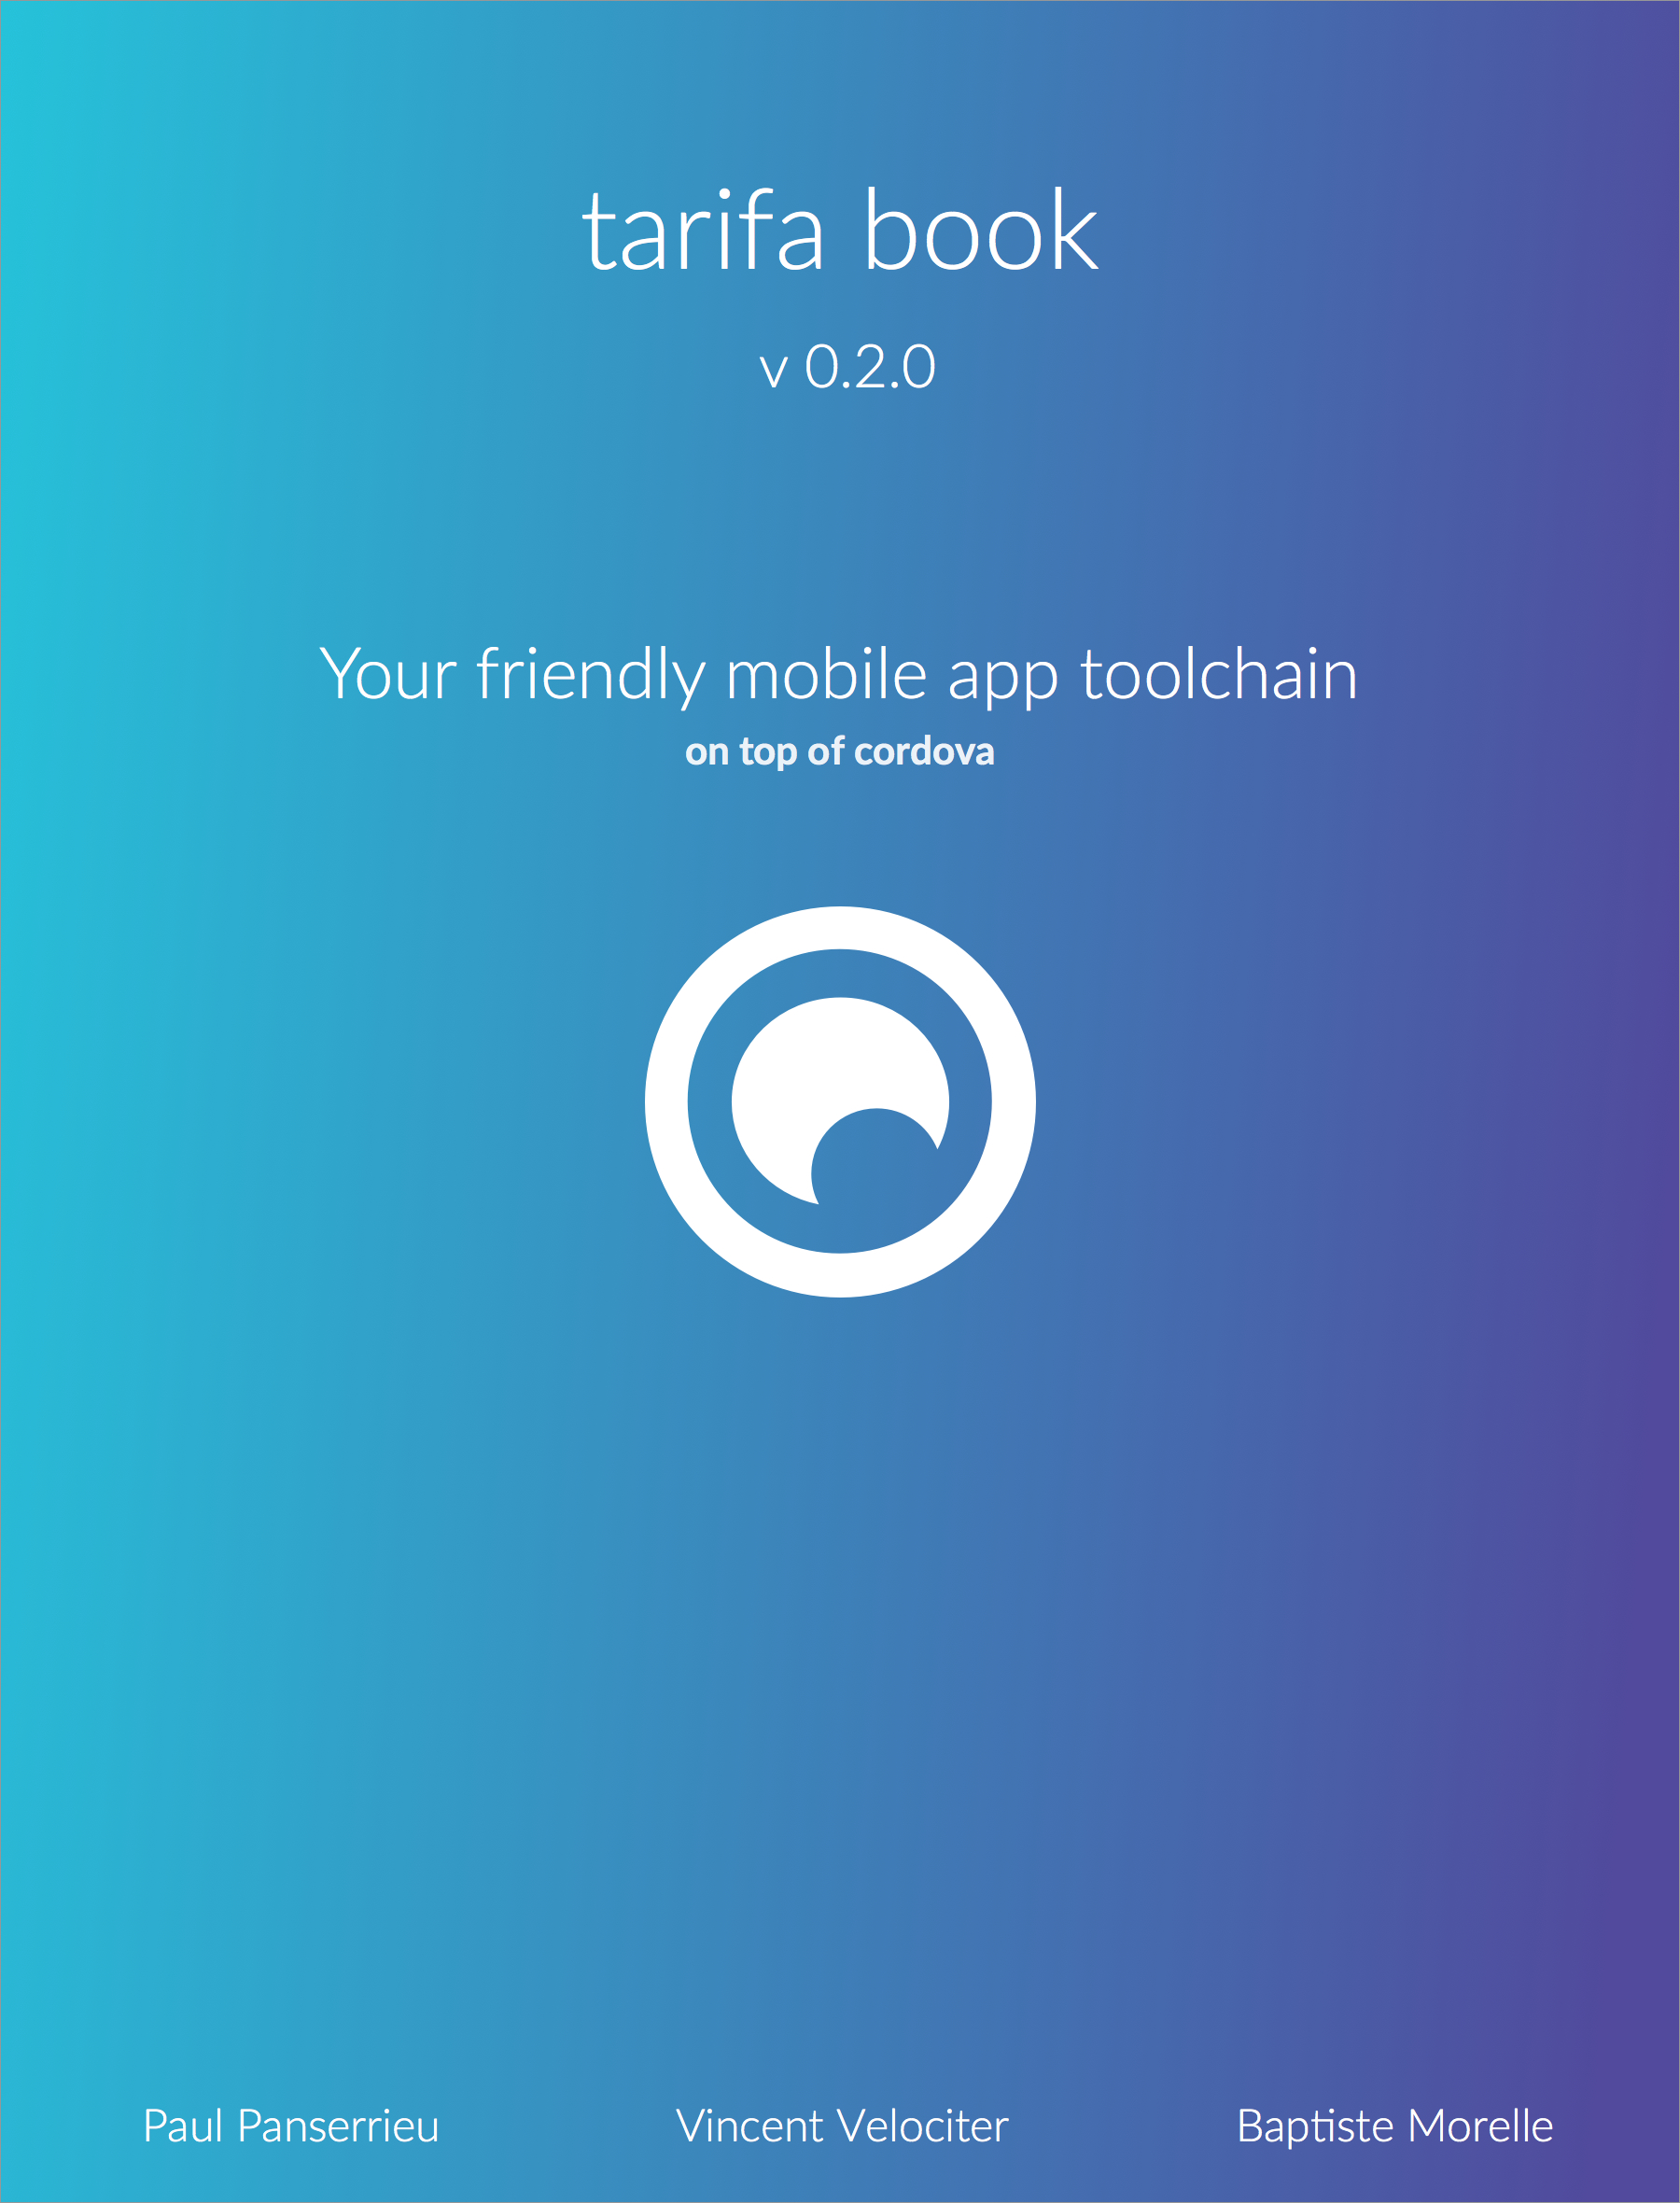 tarifa book
v 0.2.0
Your friendly mobile app toolchain
on top of cordova
Paul Panserrieu Vincent Velociter Baptiste Morelle